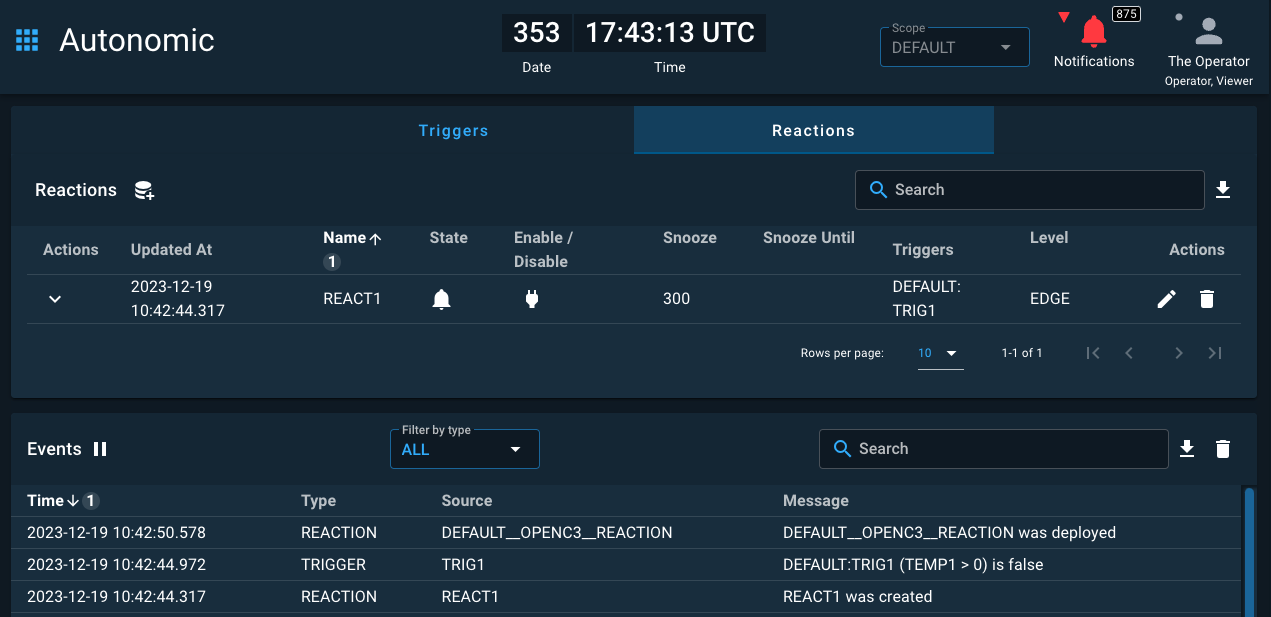 Autonomic
353 17:43:13 UTC
Date Time
Scope
DEFAULT
875
Notifications
The Operator
Operator, Viewer
Triggers Reactions
Reactions
Search
Actions Updated At Name 1 State Enable / Disable Snooze Snooze Until Triggers Level Actions
2023-12-19 10:42:44.317 REACT1 300 DEFAULT: TRIG1 EDGE
Rows per page: 10 1-1 of 1
Events
Filter by type
ALL
Search
Time 1 Type Source Message
2023-12-19 10:42:50.578 REACTION DEFAULT__OPENC3__REACTION DEFAULT__OPENC3__REACTION was deployed
2023-12-19 10:42:44.972 TRIGGER TRIG1 DEFAULT:TRIG1 (TEMP1 > 0) is false
2023-12-19 10:42:44.317 REACTION REACT1 REACT1 was created